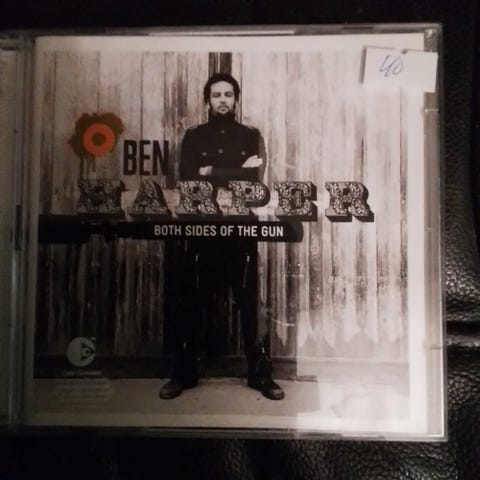 40
BEN
HARPER
BOTH SIDES OF THE GUN